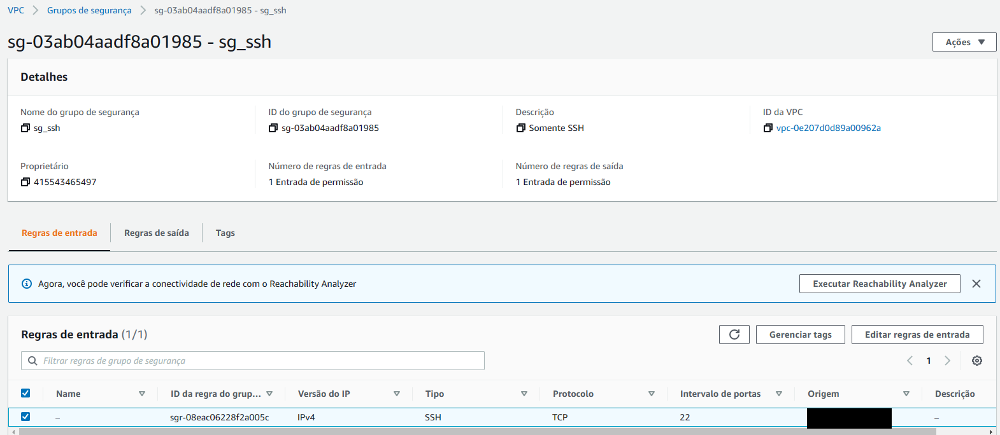 VPC > Grupos de segurança > sg-03ab04aadf8a01985 - sg_ssh
sg-03ab04aadf8a01985 - sg_ssh
Ações
Detalhes
Nome do grupo de segurança
sg_ssh
ID do grupo de segurança
sg-03ab04aadf8a01985
Descrição
Somente SSH
ID da VPC
vpc-0e207d0d89a00962a
Proprietário
415543465497
Número de regras de entrada
1 Entrada de permissão
Número de regras de saída
1 Entrada de permissão
Regras de entrada Regras de saída Tags
Agora, você pode verificar a conectividade de rede com o Reachability Analyzer
Executar Reachability Analyzer
Regras de entrada (1/1)
Gerenciar tags
Editar regras de entrada
Filtrar regras de grupo de segurança
1
Name ID da regra do grup... Versão do IP Tipo Protocolo Intervalo de portas Origem Descrição
– sgr-08eac06228f2a005c IPv4 SSH TCP 22 –